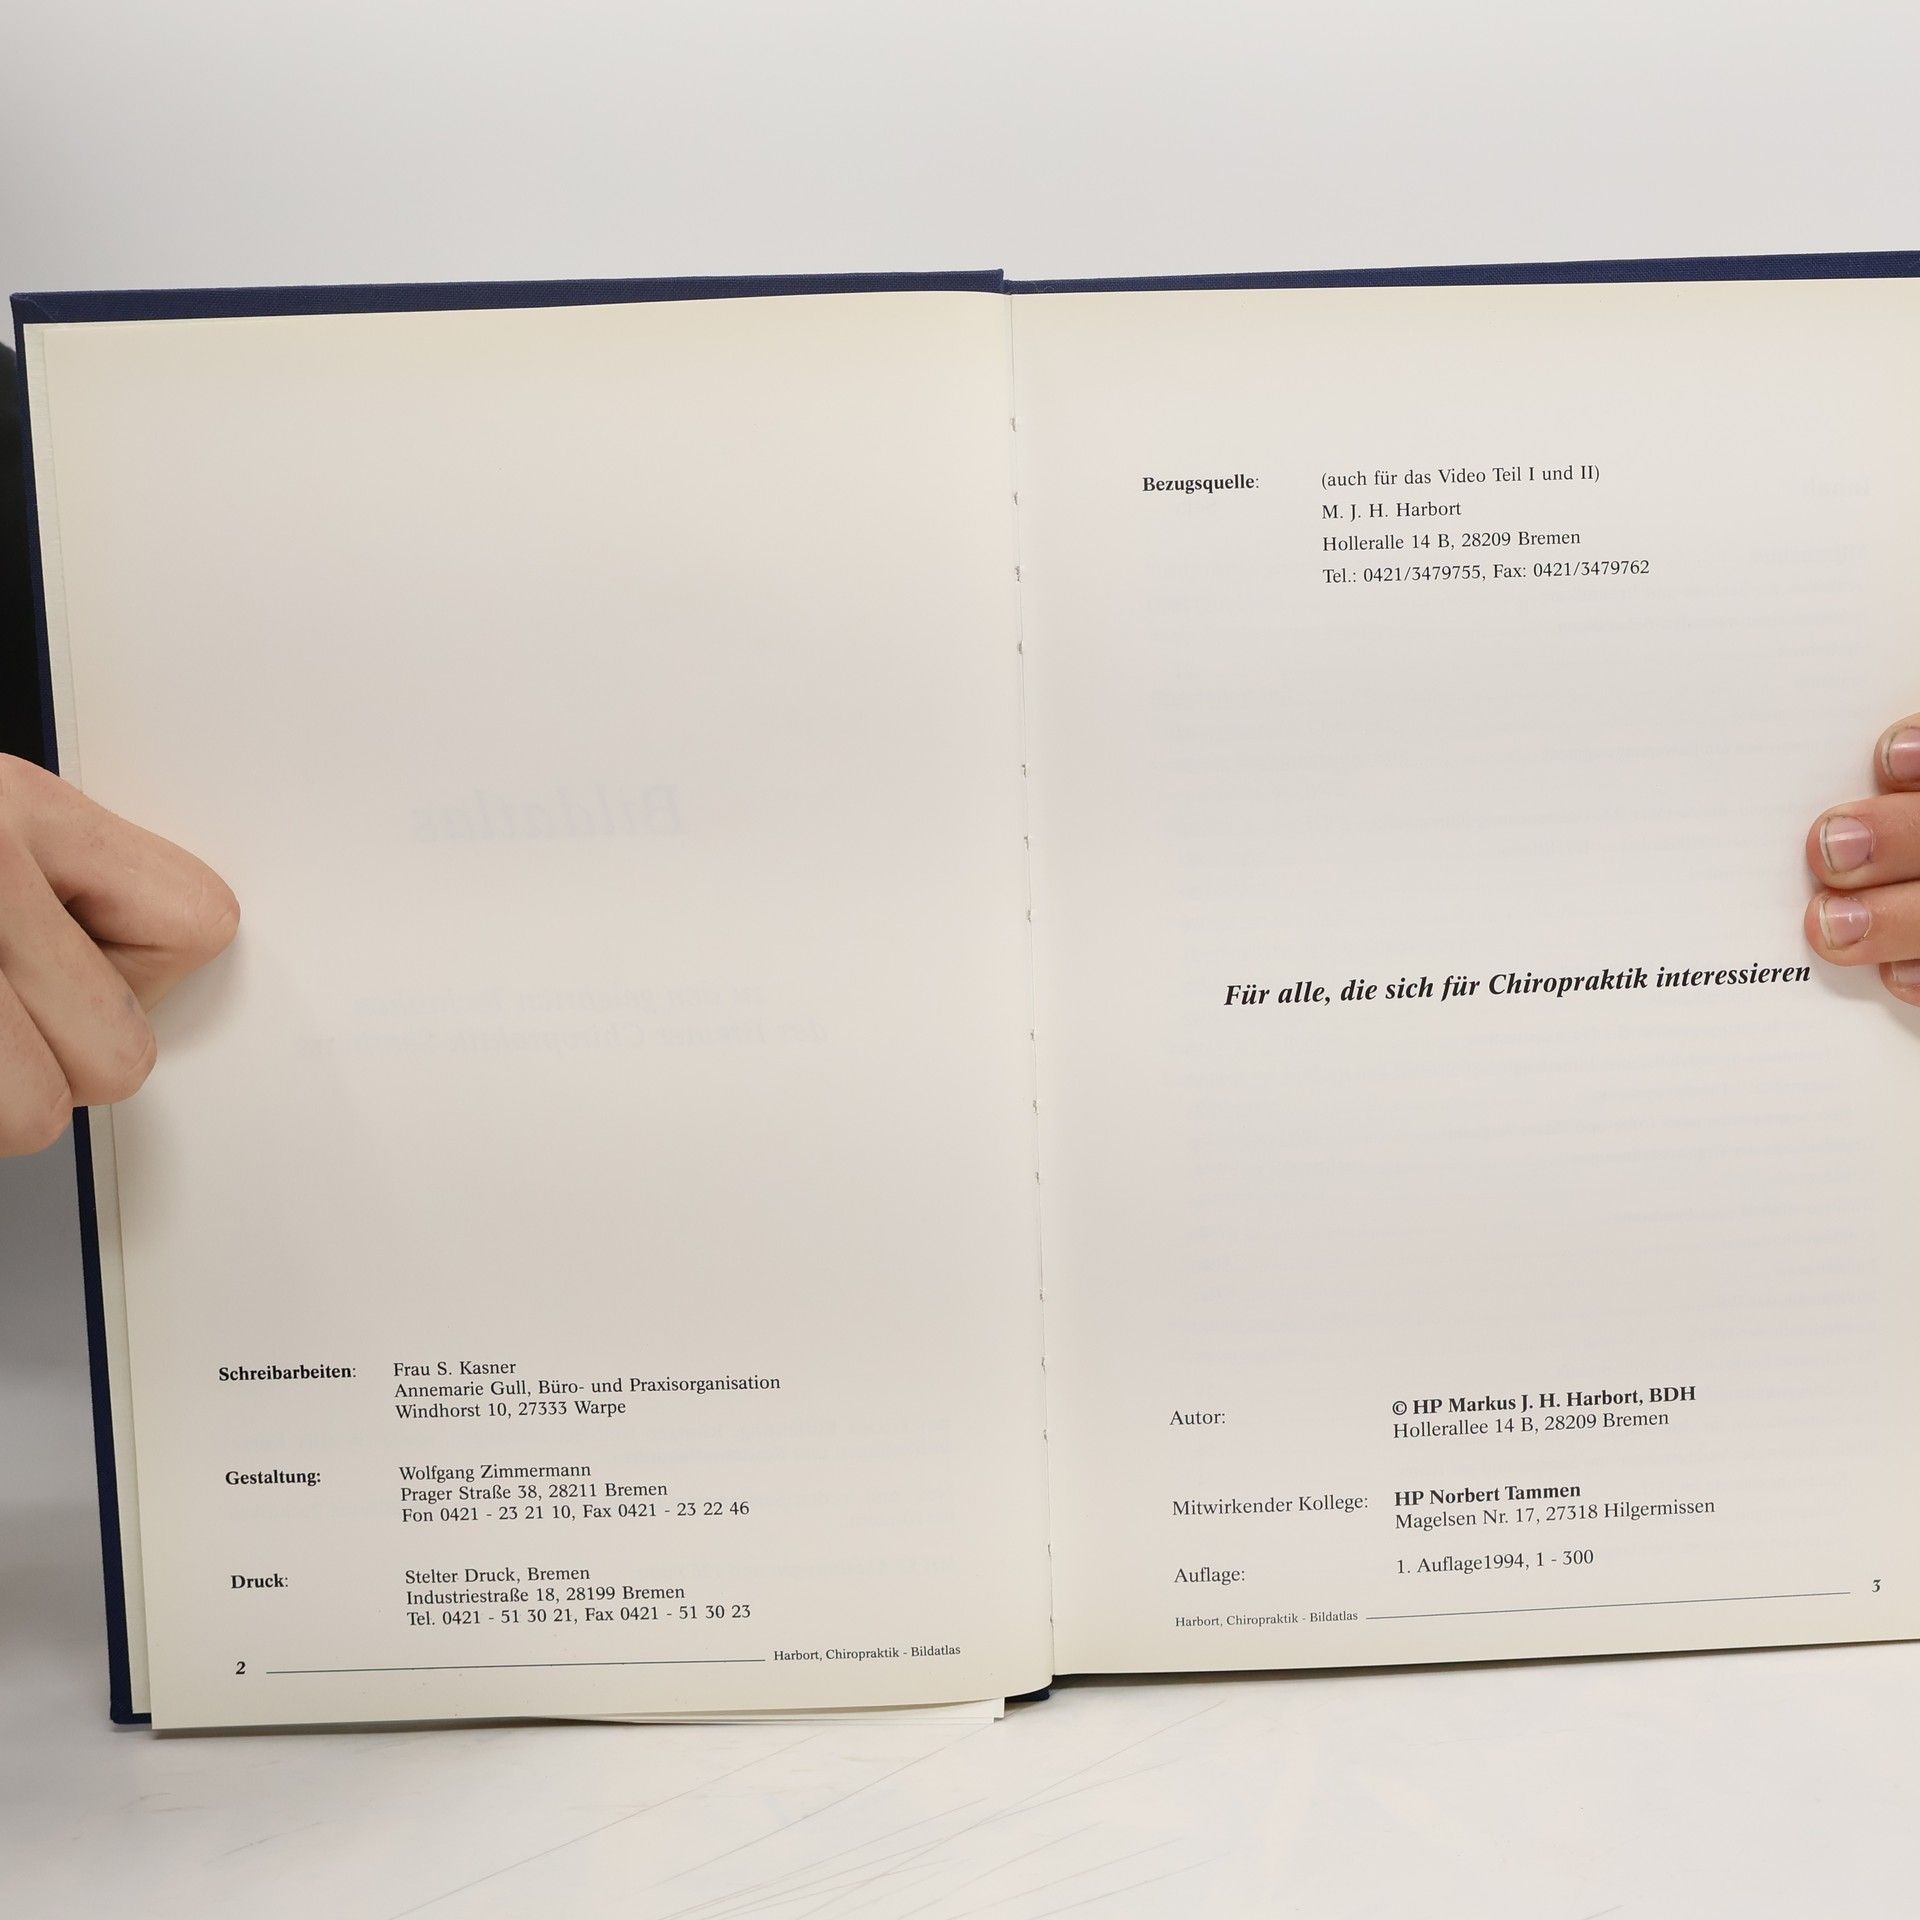 Schreibarbeiten: Frau S. Kasner
Annemarie Gull, Büro- und Praxisorganisation
Windhorst 10, 27333 Warpe
Gestaltung: Wolfgang Zimmermann
Prager Straße 38, 28211 Bremen
Fon 0421 - 23 21 10, Fax 0421 - 23 22 46
Druck: Stelter Druck, Bremen
Industriestraße 18, 28199 Bremen
Tel. 0421 - 51 30 21, Fax 0421 - 51 30 23
2 Harbort, Chiropraktik - Bildatlas
Bezugsquelle: (auch für das Video Teil I und II)
M. J. H. Harbort
Holleralle 14 B, 28209 Bremen
Tel.: 0421/3479755, Fax: 0421/3479762
Für alle, die sich für Chiropraktik interessieren
Autor: © HP Markus J. H. Harbort, BDH
Hollerallee 14 B, 28209 Bremen
Mitwirkender Kollege: HP Norbert Tammen
Magelsen Nr. 17, 27318 Hilgermissen
Auflage: 1. Auflage1994, 1 - 300
Harbort, Chiropraktik - Bildatlas 3